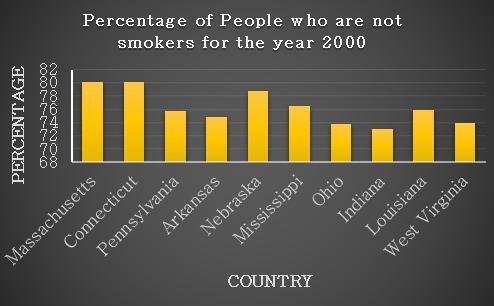 Percentage of People who are not
smokers for the year 2000
PERCENTAGE
82
80
78
76
74
72
70
68
Massachusetts
Connecticut
Pennsylvania
Arkansas
Nebraska
Mississippi
Ohio
Indiana
Louisiana
West Virginia
COUNTRY